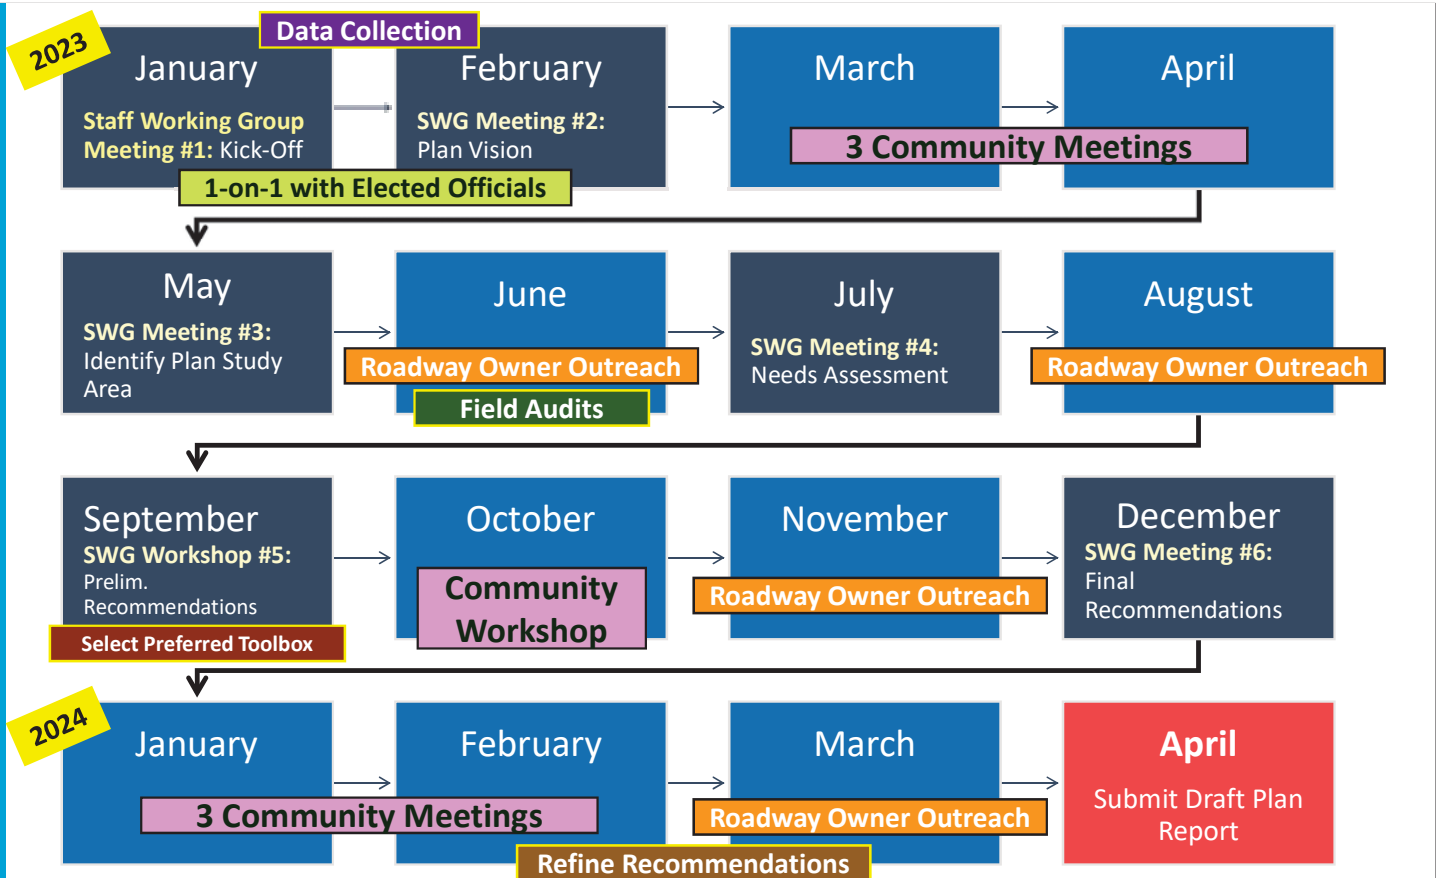 2023
Data Collection
January
Staff Working Group
Meeting #1: Kick-Off
February
SWG Meeting #2:
Plan Vision
1-on-1 with Elected Officials
March
April
3 Community Meetings
May
SWG Meeting #3:
Identify Plan Study
Area
June
Roadway Owner Outreach
Field Audits
July
SWG Meeting #4:
Needs Assessment
August
Roadway Owner Outreach
September
SWG Workshop #5:
Prelim.
Recommendations
Select Preferred Toolbox
October
Community
Workshop
November
Roadway Owner Outreach
December
SWG Meeting #6:
Final
Recommendations
2024
January
February
3 Community Meetings
March
Roadway Owner Outreach
Refine Recommendations
April
Submit Draft Plan
Report